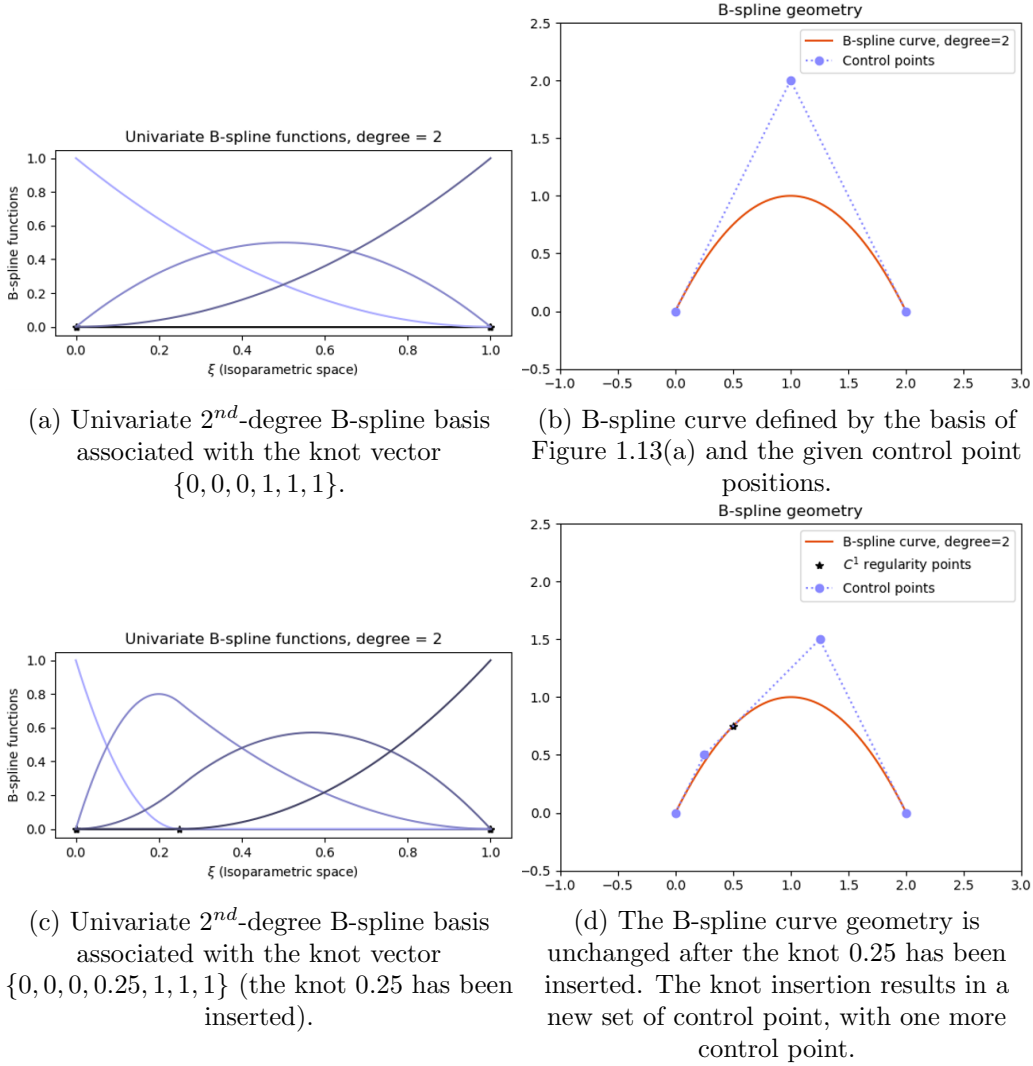 Univariate B-spline functions, degree = 2
B-spline functions
1.0
0.8
0.6
0.4
0.2
0.0
0.0 0.2 0.4 0.6 0.8 1.0
ξ (Isoparametric space)
(a) Univariate 2^{nd}-degree B-spline basis
associated with the knot vector
{0, 0, 0, 1, 1, 1}.
B-spline geometry
B-spline curve, degree=2
Control points
2.5
2.0
1.5
1.0
0.5
0.0
−0.5
−1.0 −0.5 0.0 0.5 1.0 1.5 2.0 2.5 3.0
(b) B-spline curve defined by the basis of
Figure 1.13(a) and the given control point
positions.
Univariate B-spline functions, degree = 2
B-spline functions
1.0
0.8
0.6
0.4
0.2
0.0
0.0 0.2 0.4 0.6 0.8 1.0
ξ (Isoparametric space)
(c) Univariate 2^{nd}-degree B-spline basis
associated with the knot vector
{0, 0, 0, 0.25, 1, 1, 1} (the knot 0.25 has been
inserted).
B-spline geometry
B-spline curve, degree=2
C^1 regularity points
Control points
2.5
2.0
1.5
1.0
0.5
0.0
−0.5
−1.0 −0.5 0.0 0.5 1.0 1.5 2.0 2.5 3.0
(d) The B-spline curve geometry is
unchanged after the knot 0.25 has been
inserted. The knot insertion results in a
new set of control point, with one more
control point.